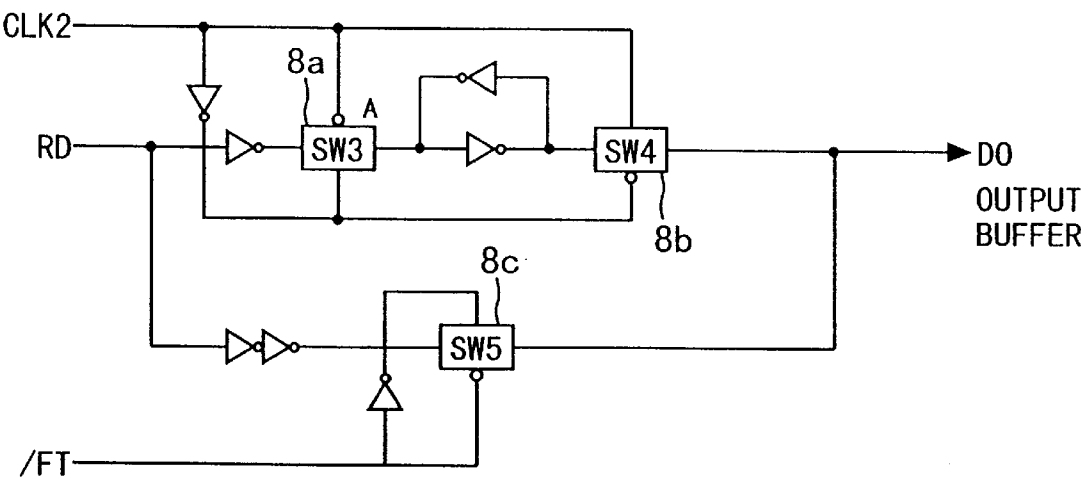 CLK2
8a
A
RD
SW3
SW4
DO
OUTPUT
BUFFER
8b
8c
SW5
/FT